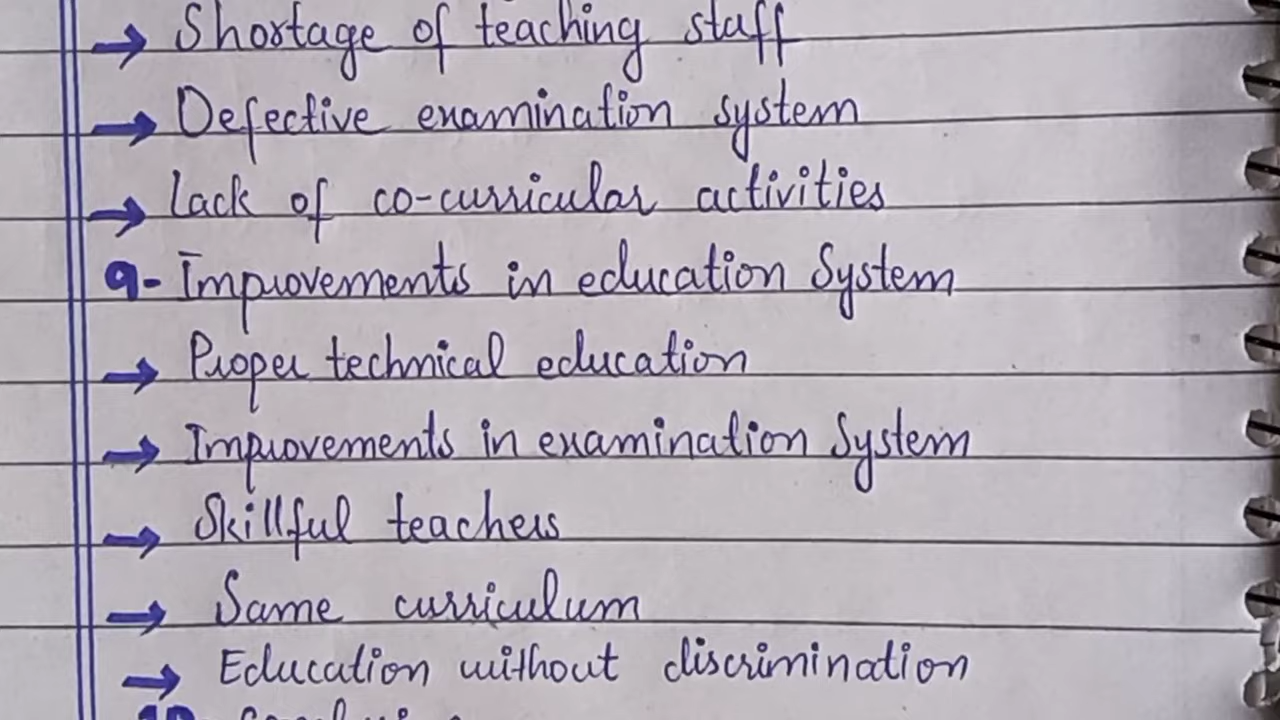 → Shortage of teaching staff
→ Defective examination system
→ Lack of co-curricular activities
9- Improvements in education System
→ Proper technical education
→ Improvements in examination System
→ Skillful teachers
→ Same curriculum
→ Education without discrimination
10-